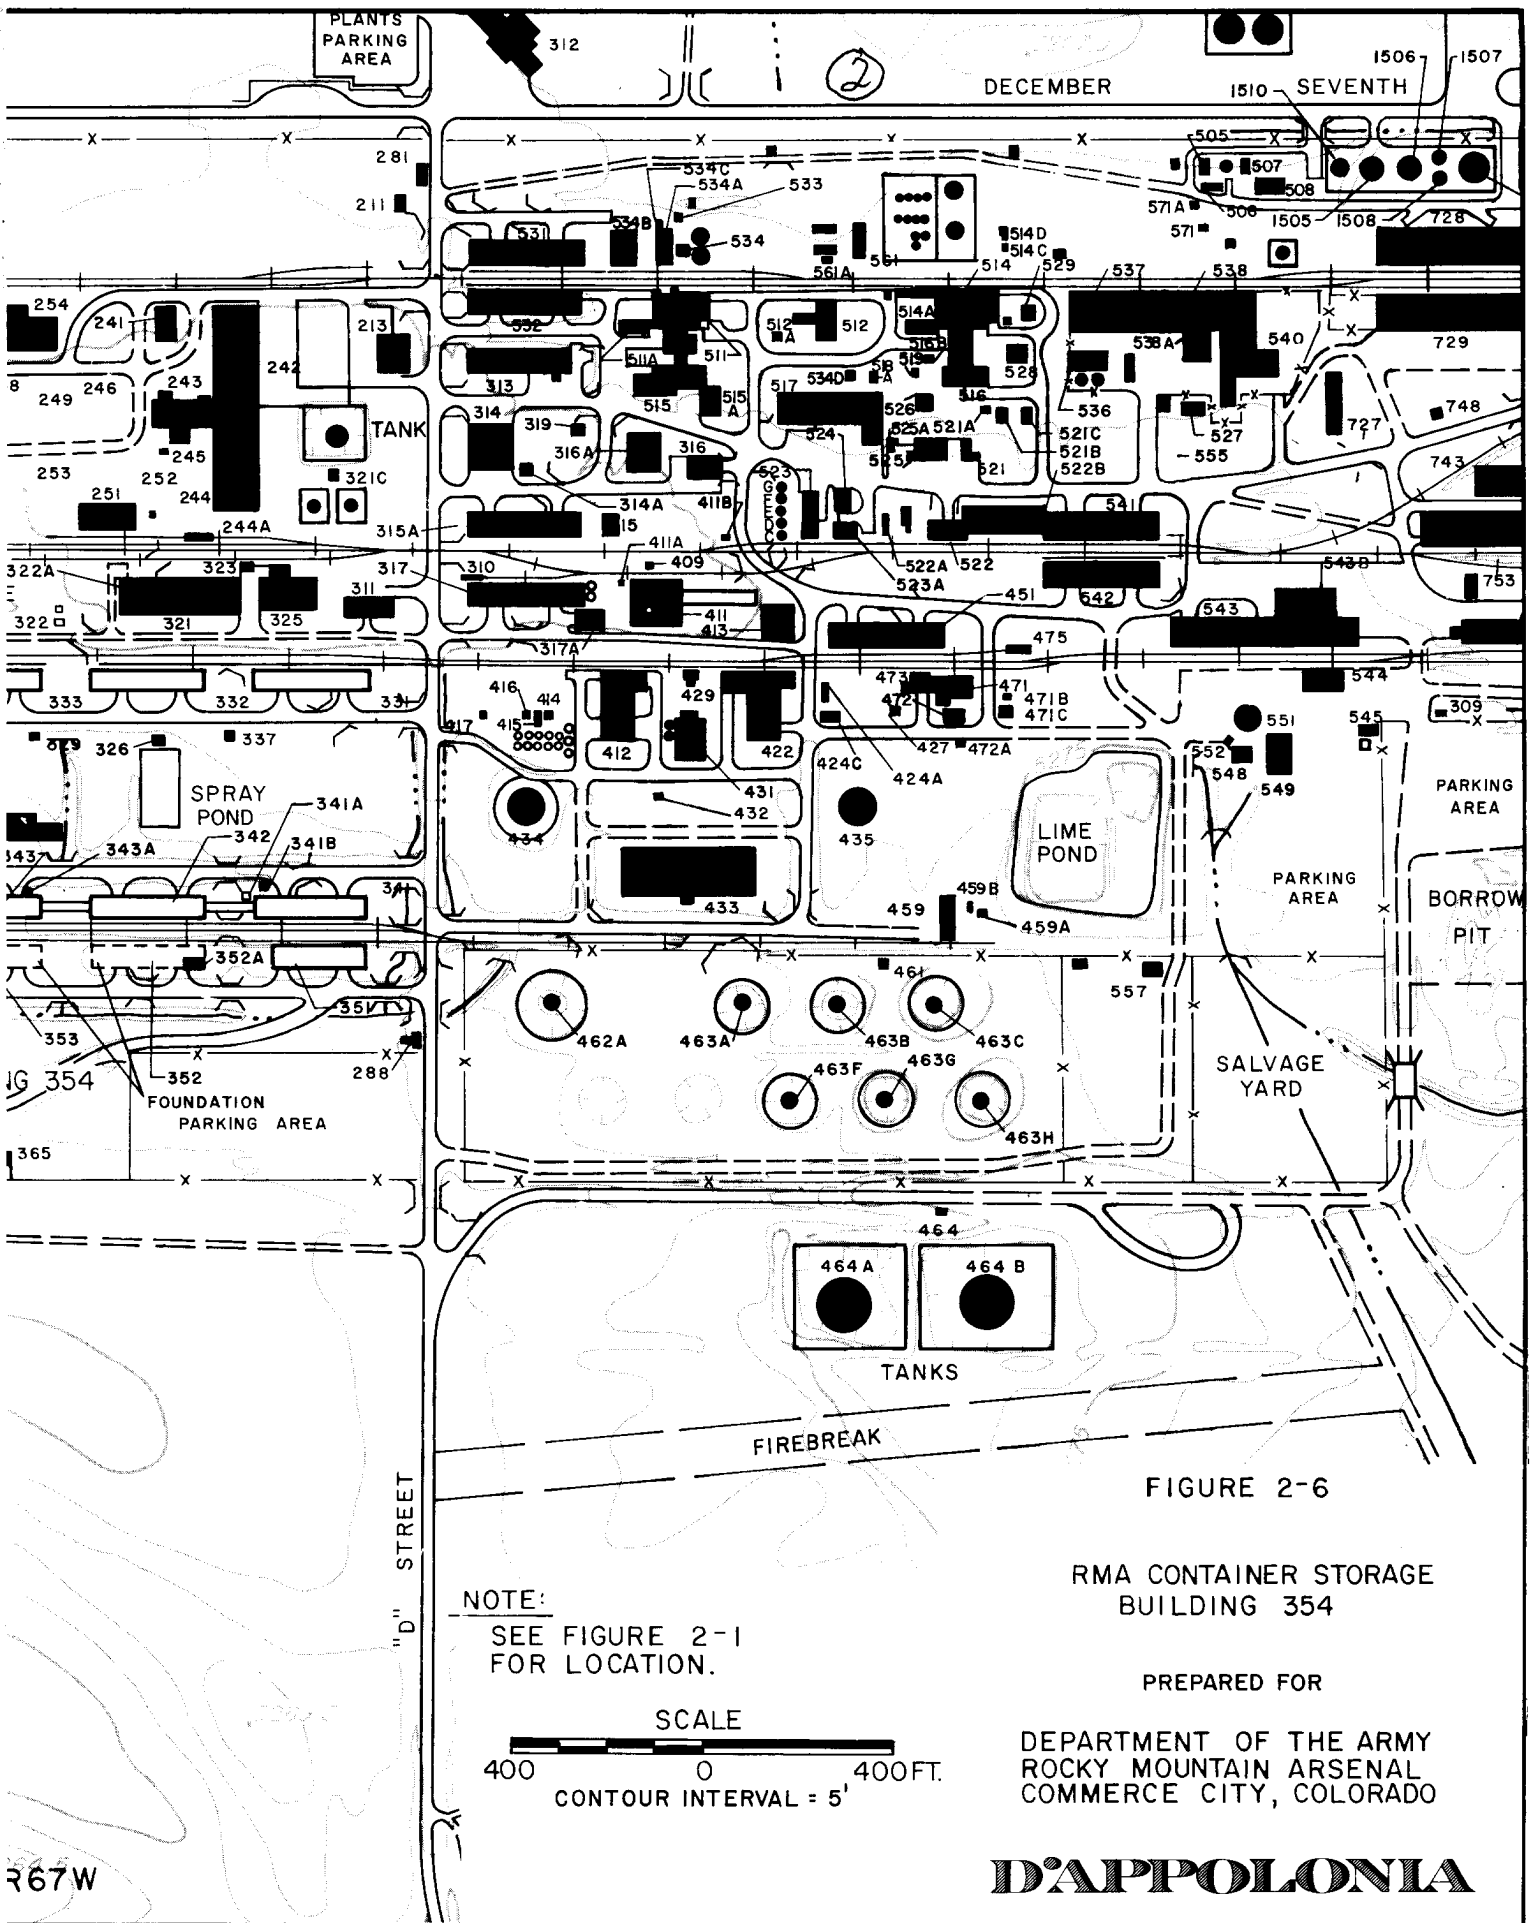 PLANTS
PARKING
AREA
312
2
DECEMBER
SEVENTH
1506
1507
1510
505
507
508
506
1505
1508
728
281
211
534C
534A
533
534B
534
531
571A
571
514D
514C
561
561A
514
529
537
538
254
241
213
242
532
511A
511
512
A
512
514A
516B
519
518
A
534D
528
538A
540
729
8
249
246
243
313
515
515
A
517
526
516
536
527
727
748
TANK
314
319
316A
316
524
525A
521A
521C
521B
522B
555
743
245
253
252
244
321C
525
521
523
G
F
E
D
C
251
244A
315A
314A
315
411B
541
411A
522A
522
523A
543B
322A
323
317
310
409
451
542
753
322
321
325
311
411
413
543
317A
475
333
332
331
416
414
429
473
471
472
471B
471C
544
309
329
326
337
417
415
412
422
424C
427
472A
424A
551
552
545
548
549
SPRAY
POND
341A
342
341B
343
343A
431
432
434
435
LIME
POND
PARKING
AREA
PARKING
AREA
341
433
459
459B
459A
BORROW
PIT
352A
351
461
557
353
462A
463A
463B
463C
288
NG 354
352
FOUNDATION
PARKING AREA
463F
463G
463H
SALVAGE
YARD
365
464
464A
464 B
TANKS
FIREBREAK
"D" STREET
FIGURE 2-6
RMA CONTAINER STORAGE
BUILDING 354
NOTE:
SEE FIGURE 2-1
FOR LOCATION.
PREPARED FOR
SCALE
400 0 400 FT.
CONTOUR INTERVAL = 5'
DEPARTMENT OF THE ARMY
ROCKY MOUNTAIN ARSENAL
COMMERCE CITY, COLORADO
R67W
D'APPOLONIA